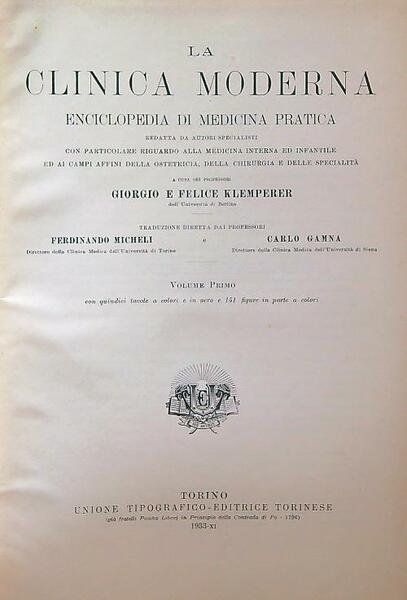 LA
CLINICA MODERNA
ENCICLOPEDIA DI MEDICINA PRATICA
REDATTA DA AUTORI SPECIALISTI
CON PARTICOLARE RIGUARDO ALLA MEDICINA INTERNA ED INFANTILE
ED AI CAMPI AFFINI DELLA OSTETRICIA, DELLA CHIRURGIA E DELLE SPECIALITÀ
A CURA DEI PROFESSORI
GIORGIO E FELICE KLEMPERER
dell'Università di Berlino
TRADUZIONE DIRETTA DAI PROFESSORI
FERDINANDO MICHELI e CARLO GAMNA
Direttore della Clinica Medica dell'Università di Torino Direttore della Clinica Medica dell'Università di Siena
VOLUME PRIMO
con quindici tavole a colori e in nero e 161 figure in parte a colori
TORINO
UNIONE TIPOGRAFICO-EDITRICE TORINESE
(già fratelli Pomba Librai in Principio della Contrada di Po - 1796)
1933-XI